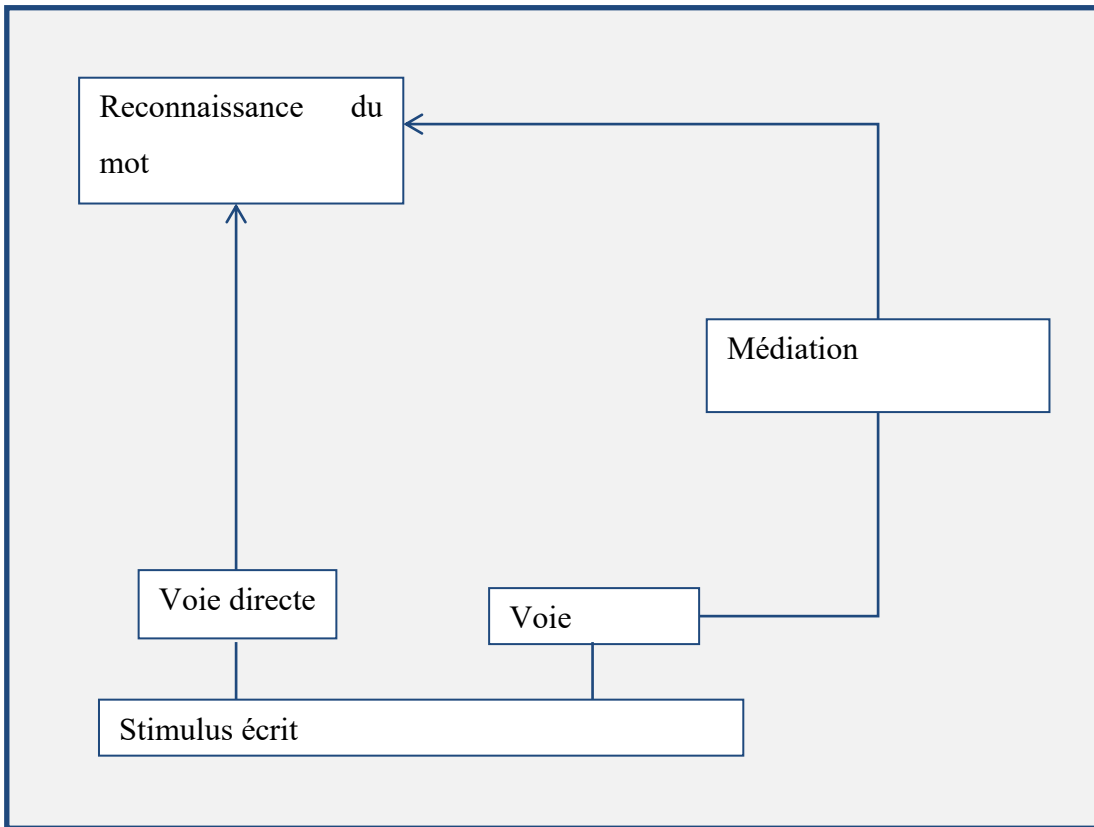 Reconnaissance du
mot
Médiation
Voie directe
Voie
Stimulus écrit